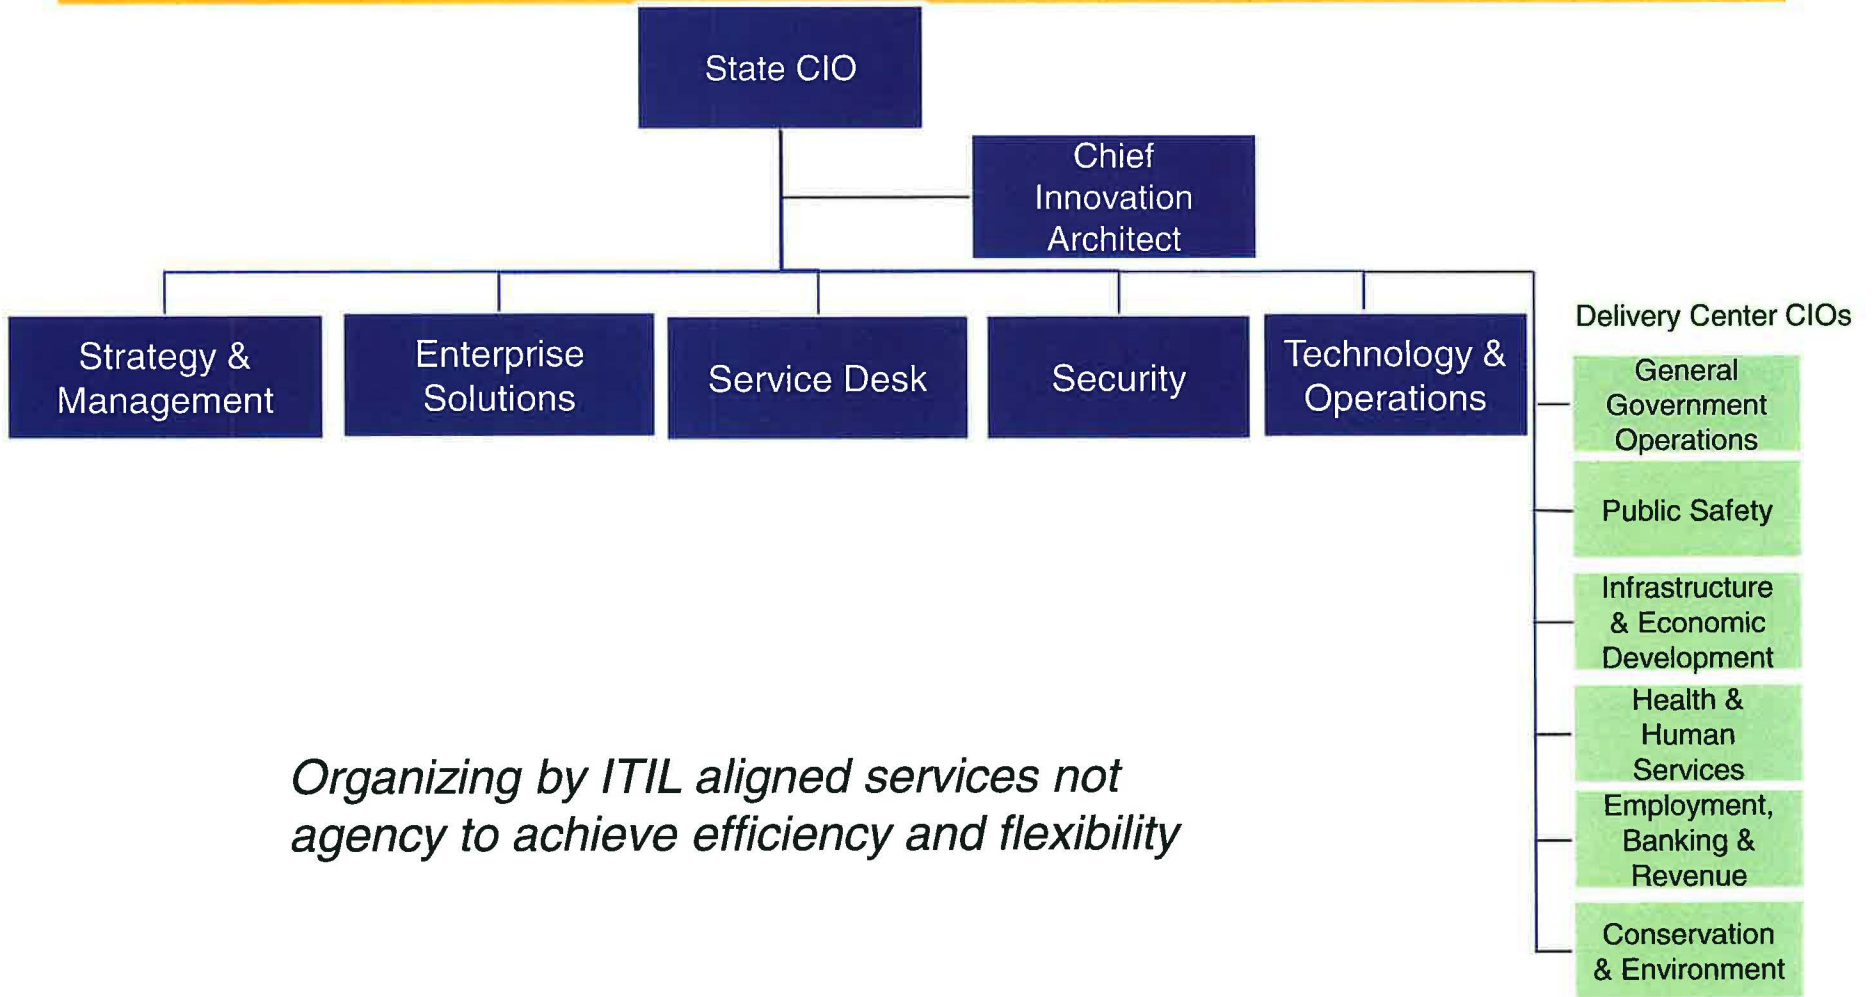 State CIO
Chief
Innovation
Architect
Strategy &
Management
Enterprise
Solutions
Service Desk
Security
Technology &
Operations
Delivery Center CIOs
General
Government
Operations
Public Safety
Infrastructure
& Economic
Development
Health &
Human
Services
Employment,
Banking &
Revenue
Conservation
& Environment
Organizing by ITIL aligned services not
agency to achieve efficiency and flexibility